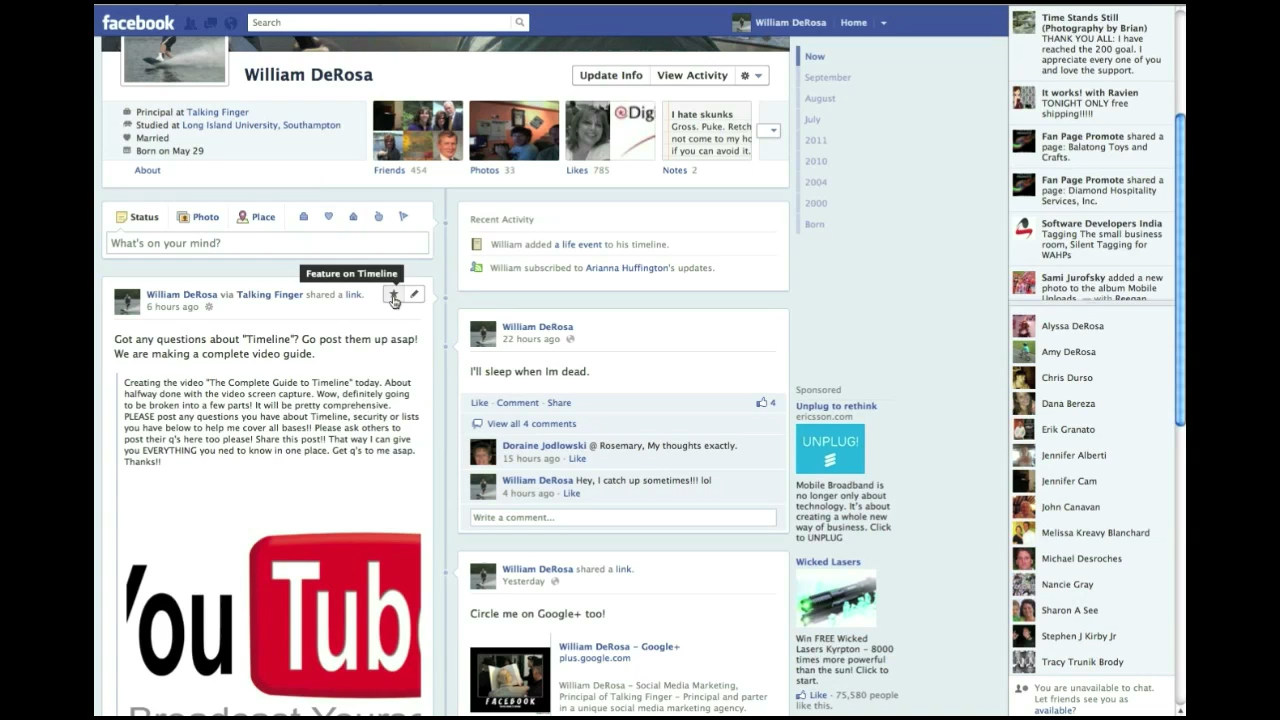 facebook
Search
William DeRosa
Home
William DeRosa
Update Info
View Activity
Principal at Talking Finger
Studied at Long Island University, Southampton
Married
Born on May 29
About
Friends 454
Photos 33
Dig
Likes 785
I hate skunks
Gross. Puke. Retch
not come to my ho
if you can avoid it.
Notes 2
Now
September
August
July
2011
2010
2004
2000
Born
Status
Photo
Place
What's on your mind?
Feature on Timeline
William DeRosa via Talking Finger shared a link.
6 hours ago
Got any questions about "Timeline"? Go post them up asap!
We are making a complete video guide.
Creating the video "The Complete Guide to Timeline" today. About
halfway done with the video screen capture. Wow, definitely going
to be broken into a few parts! It will be pretty comprehensive.
PLEASE post any questions you have about Timeline, security or lists
you have below to help me cover all bases!! Please ask others to
post their q's here too please! Share this post!! That way I can give
you EVERYTHING you ned to know in one place. Get q's to me asap.
Thanks!!
You Tub
Broadcast Yourse
Recent Activity
William added a life event to his timeline.
William subscribed to Arianna Huffington's updates.
William DeRosa
22 hours ago
I'll sleep when Im dead.
Like · Comment · Share
4
View all 4 comments
Doraine Jodlowski @ Rosemary, My thoughts exactly.
15 hours ago · Like
William DeRosa Hey, I catch up sometimes!!! lol
4 hours ago · Like
Write a comment...
William DeRosa shared a link.
Yesterday
Circle me on Google+ too!
FACEBOOK
William DeRosa - Google+
plus.google.com
William DeRosa – Social Media Marketing,
Principal of Talking Finger – Principal and parter
in a unique social media marketing agency.
Sponsored
Unplug to rethink
ericsson.com
UNPLUG!
Mobile Broadband is
no longer only about
technology. It's about
creating a whole new
way of business. Click
to UNPLUG
Wicked Lasers
Win FREE Wicked
Lasers Kyrpton - 8000
times more powerful
than the sun! Click to
start.
Like · 75,580 people
like this.
Time Stands Still
(Photography by Brian)
THANK YOU ALL: I have
reached the 200 goal. I
appreciate every one of you
and love the support.
It works! with Ravien
TONIGHT ONLY free
shipping!!!!!
Fan Page Promote shared a
page: Balatong Toys and
Crafts.
Fan Page Promote shared a
page: Diamond Hospitality
Services, Inc.
Software Developers India
Tagging The small business
room, Silent Tagging for
WAHPs
Sami Jurofsky added a new
photo to the album Mobile
Uploads. — with Reegan
Alyssa DeRosa
Amy DeRosa
Chris Durso
Dana Bereza
Erik Granato
Jennifer Alberti
Jennifer Cam
John Canavan
Melissa Kreavy Blanchard
Michael Desroches
Nancie Gray
Sharon A See
Stephen J Kirby Jr
Tracy Trunik Brody
You are unavailable to chat.
Let friends see you as
available?